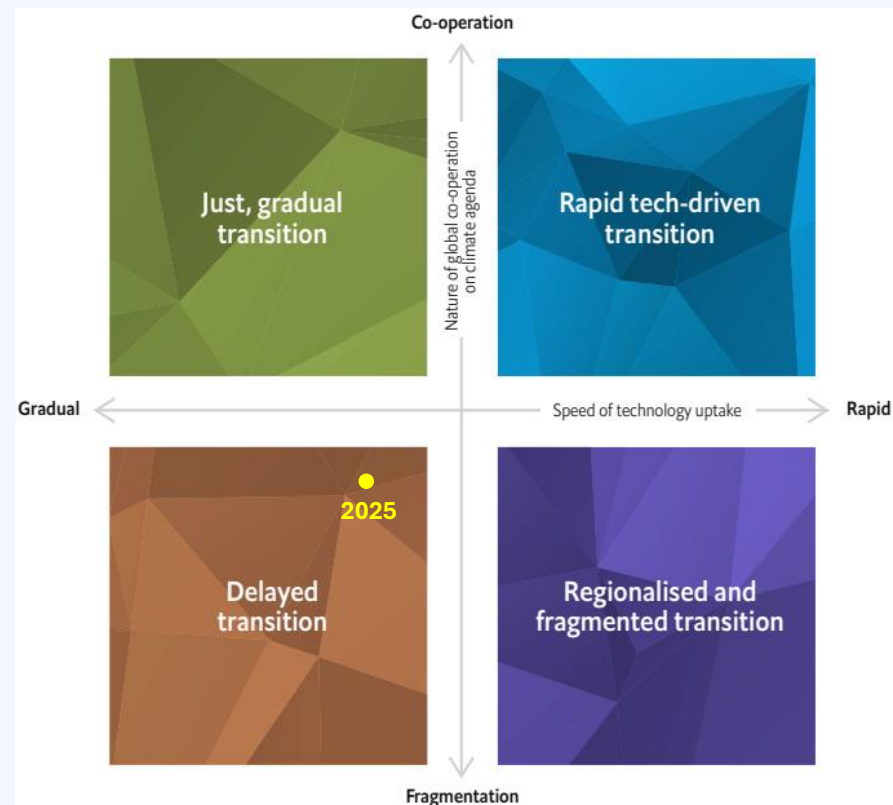 Co-operation
Just, gradual
transition
Nature of global co-operation
on climate agenda
Rapid tech-driven
transition
Gradual
Speed of technology uptake
Rapid
2025
Delayed
transition
Regionalised and
fragmented transition
Fragmentation